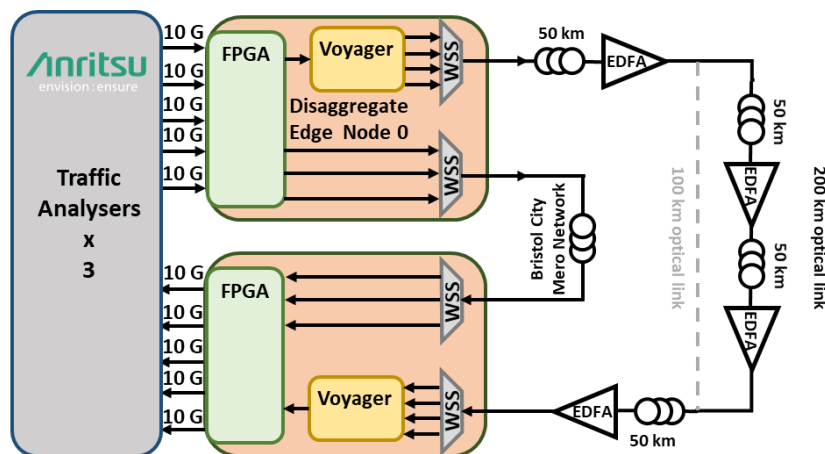 Anritsu
envision : ensure
Traffic
Analysers
x
3
10 G
10 G
10 G
10 G
10 G
FPGA
Voyager
WSS
Disaggregate
Edge Node 0
WSS
50 km
EDFA
50 km
EDFA
50 km
EDFA
100 km optical link
200 km optical link
Bristol City
Mero Network
10 G
10 G
10 G
10 G
10 G
FPGA
WSS
Voyager
WSS
EDFA
50 km